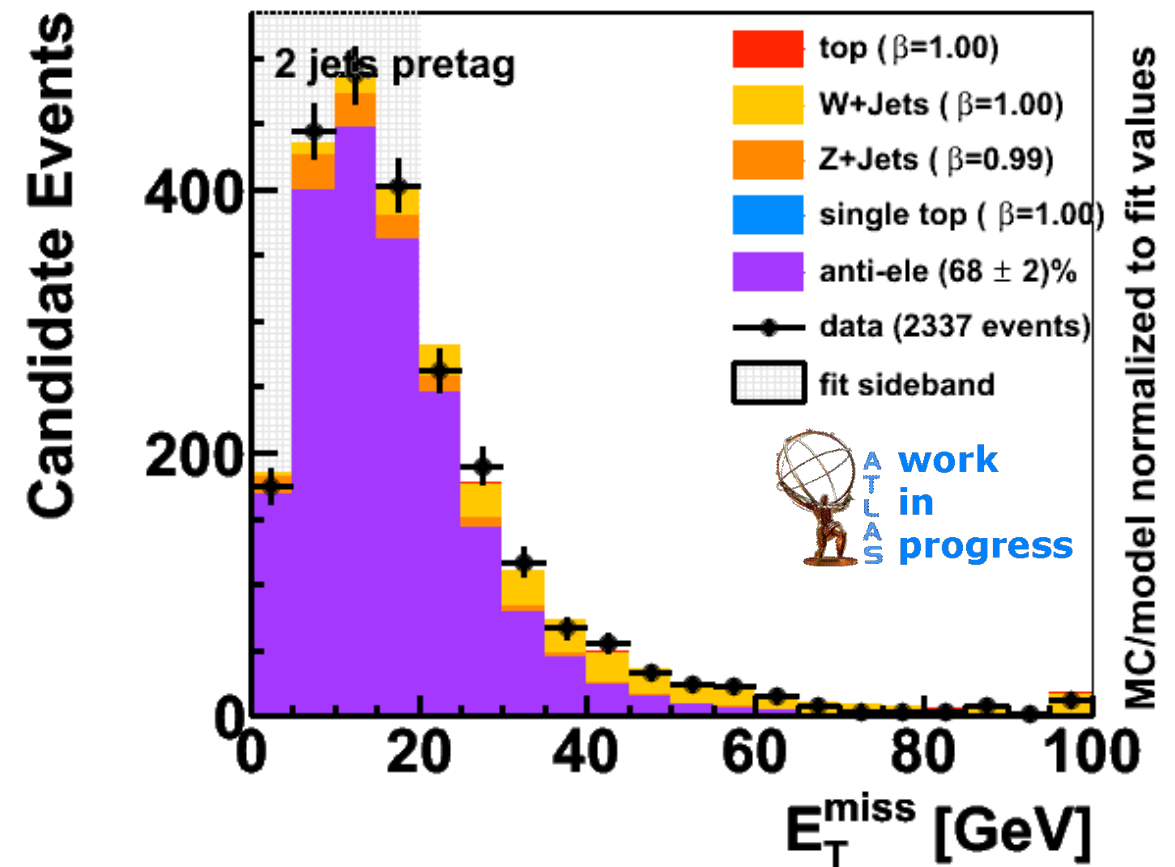 Candidate Events
2 jets pretag
top ( β=1.00)
W+Jets ( β=1.00)
Z+Jets ( β=0.99)
single top ( β=1.00)
anti-ele (68 ± 2)%
data (2337 events)
fit sideband
ATLAS
work
in
progress
MC/model normalized to fit values
400
200
0
0 20 40 60 80 100
E_T^miss [GeV]